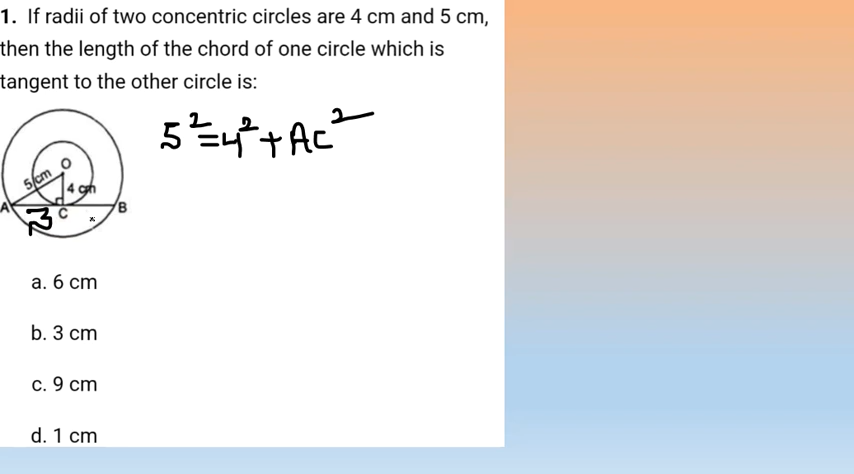 1. If radii of two concentric circles are 4 cm and 5 cm,
then the length of the chord of one circle which is
tangent to the other circle is:
5² = 4² + AC²
O
5 cm
4 cm
A
3
C
B
a. 6 cm
b. 3 cm
c. 9 cm
d. 1 cm